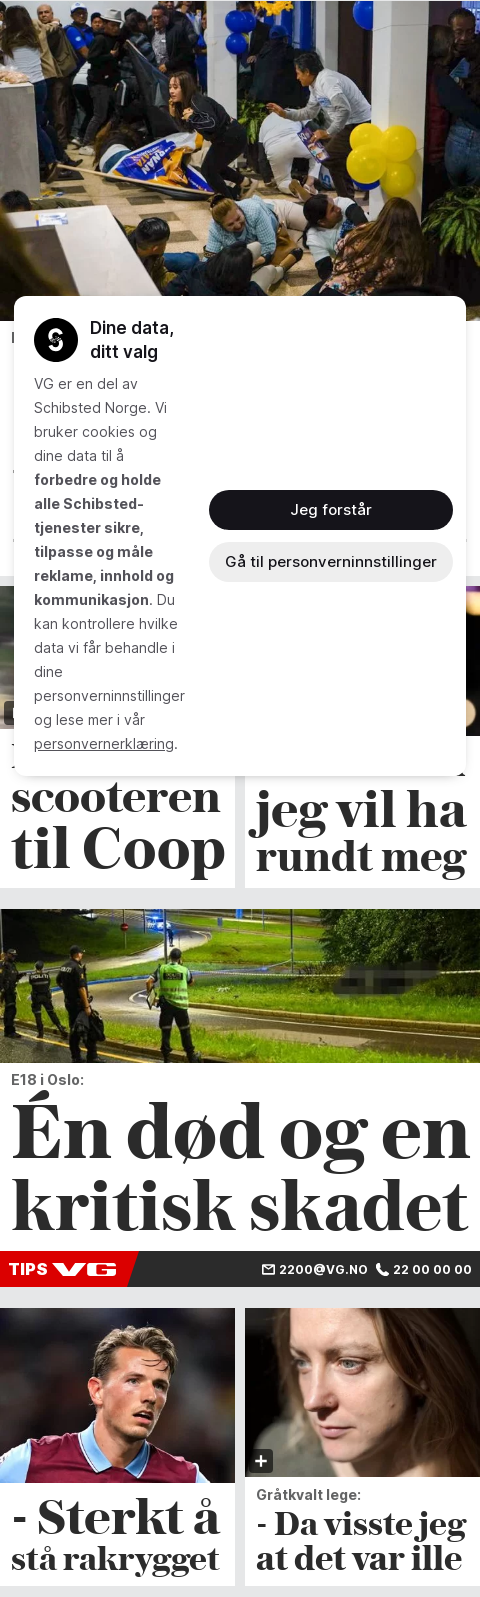 Dine data,
ditt valg
VG er en del av
Schibsted Norge. Vi
bruker cookies og
dine data til å
forbedre og holde
alle Schibsted-
tjenester sikre,
tilpasse og måle
reklame, innhold og
kommunikasjon. Du
kan kontrollere hvilke
data vi får behandle i
dine
personverninnstillinger
og lese mer i vår
personvernerklæring.
Jeg forstår
Gå til personverninnstillinger
scooteren
til Coop
jeg vil ha
rundt meg
E18 i Oslo:
Én død og en
kritisk skadet
TIPS VG 2200@VG.NO 22 00 00 00
- Sterkt å
stå rakrygget
Gråtkvalt lege:
- Da visste jeg
at det var ille